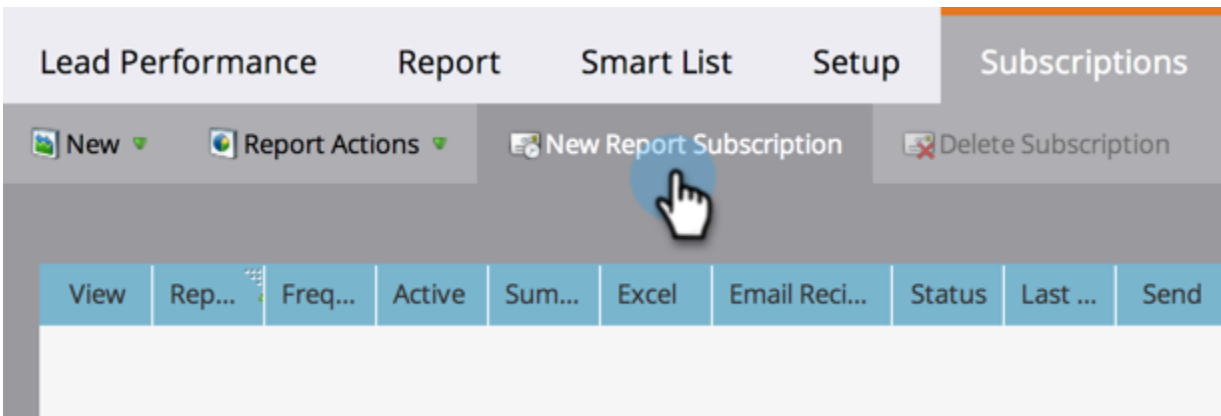 Lead Performance Report Smart List Setup Subscriptions
New Report Actions New Report Subscription Delete Subscription
View Rep... Freq... Active Sum... Excel Email Reci... Status Last ... Send